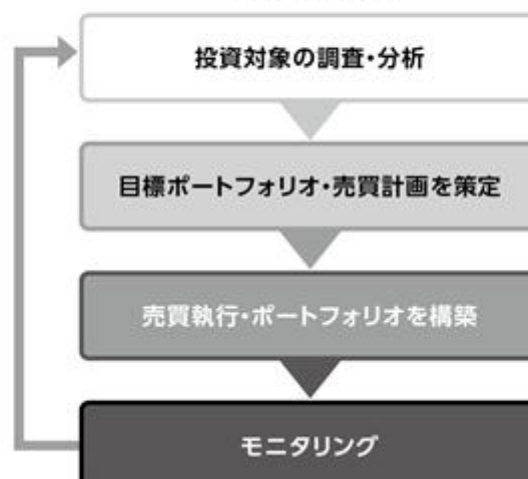 投資対象の調査・分析
目標ポートフォリオ・売買計画を策定
売買執行・ポートフォリオを構築
モニタリング